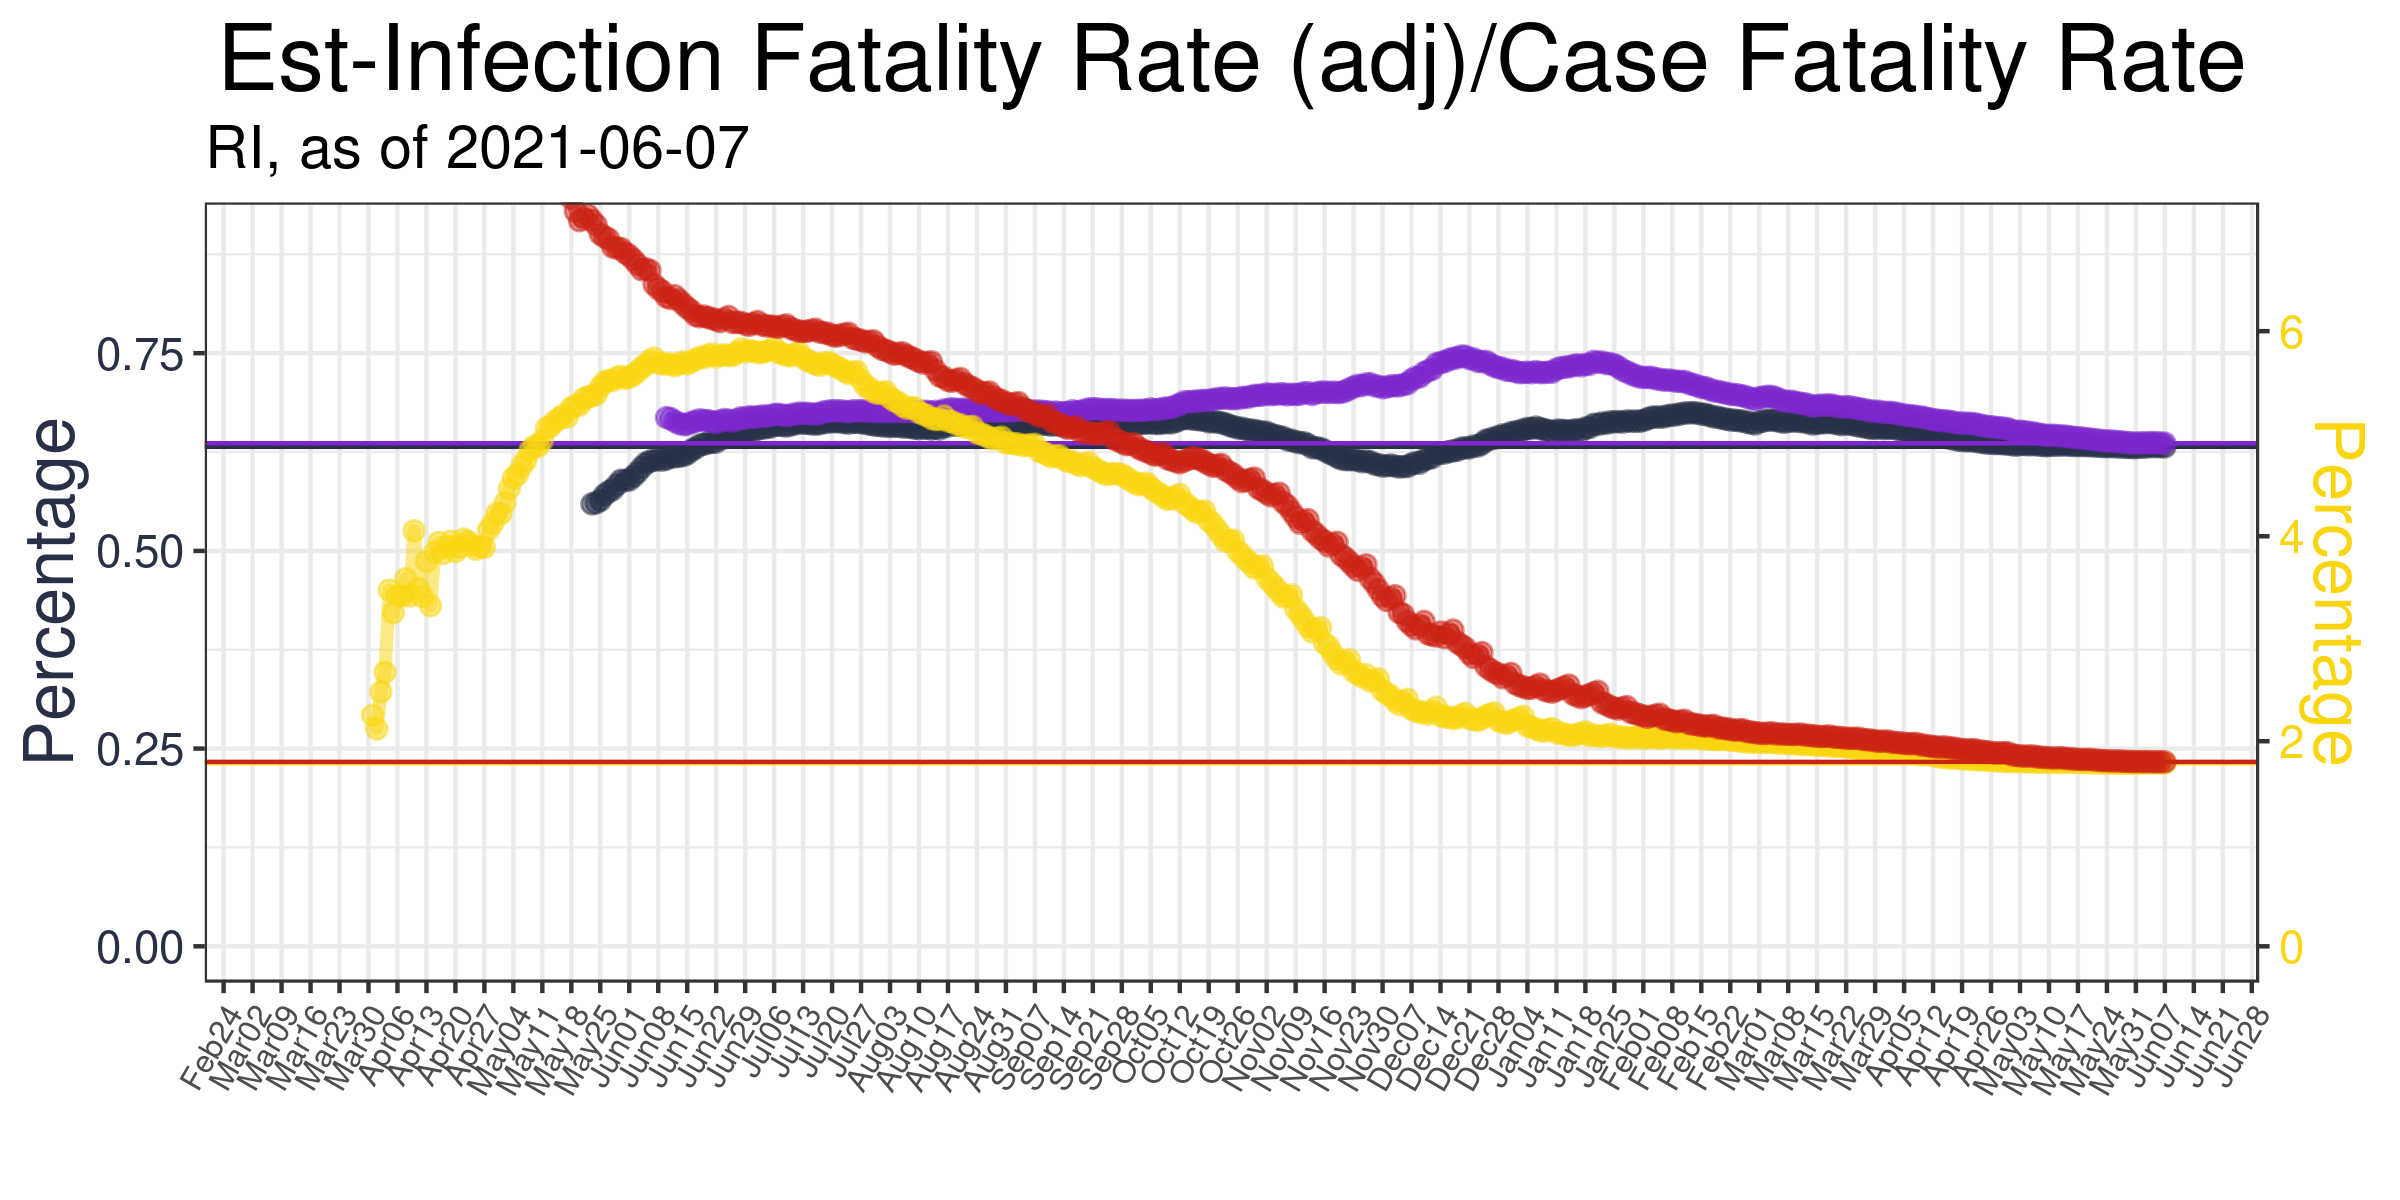 Est-Infection Fatality Rate (adj)/Case Fatality Rate
RI, as of 2021-06-07
Percentage
0.75
0.50
0.25
0.00
6
4
2
0
Percentage
Feb24
Mar02
Mar09
Mar16
Mar23
Mar30
Apr06
Apr13
Apr20
Apr27
May04
May11
May18
May25
Jun01
Jun08
Jun15
Jun22
Jun29
Jul06
Jul13
Jul20
Jul27
Aug03
Aug10
Aug17
Aug24
Aug31
Sep07
Sep14
Sep21
Sep28
Oct05
Oct12
Oct19
Oct26
Nov02
Nov09
Nov16
Nov23
Nov30
Dec07
Dec14
Dec21
Dec28
Jan04
Jan11
Jan18
Jan25
Feb01
Feb08
Feb15
Feb22
Mar01
Mar08
Mar15
Mar22
Mar29
Apr05
Apr12
Apr19
Apr26
May03
May10
May17
May24
May31
Jun07
Jun14
Jun21
Jun28